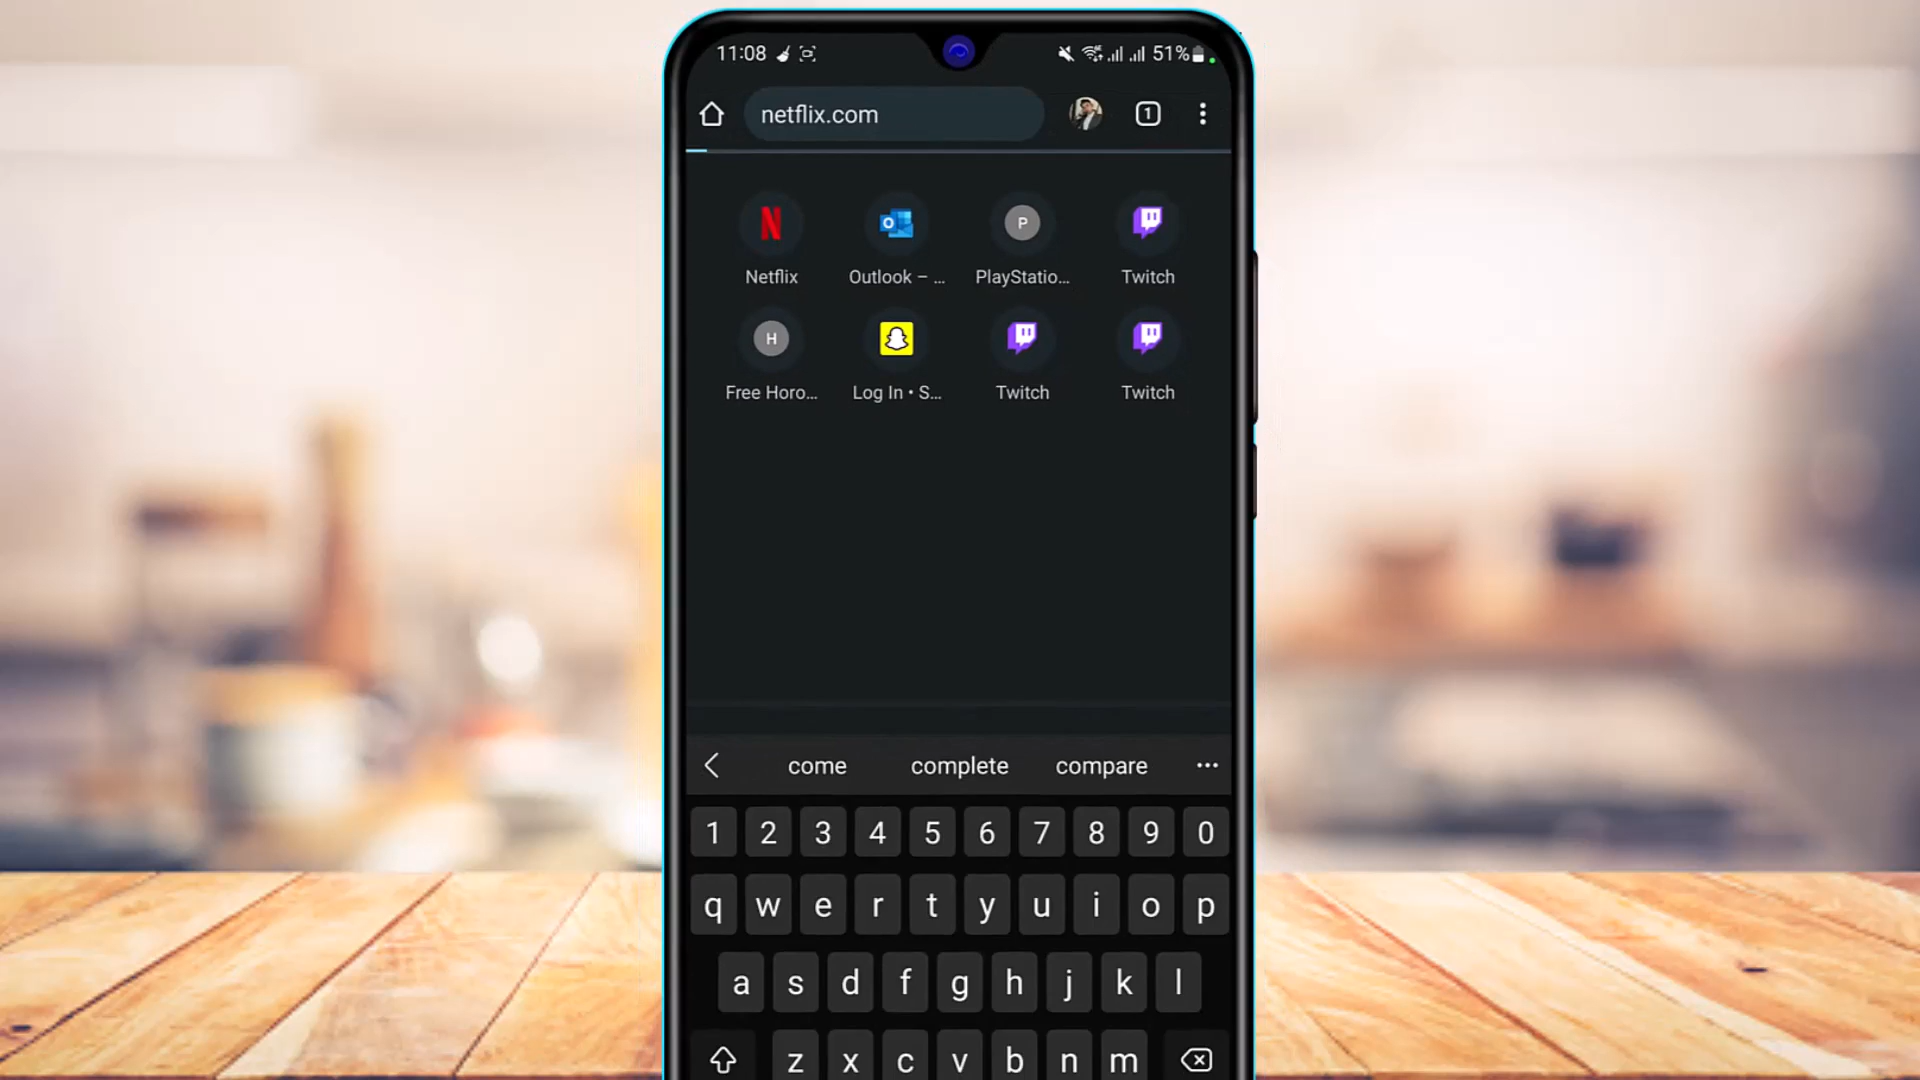 11:08 51%
netflix.com 1
N O P
Netflix Outlook – ... PlayStatio... Twitch
H
Free Horo... Log In • S... Twitch Twitch
come complete compare ...
1 2 3 4 5 6 7 8 9 0
q w e r t y u i o p
a s d f g h j k l
z x c v b n m